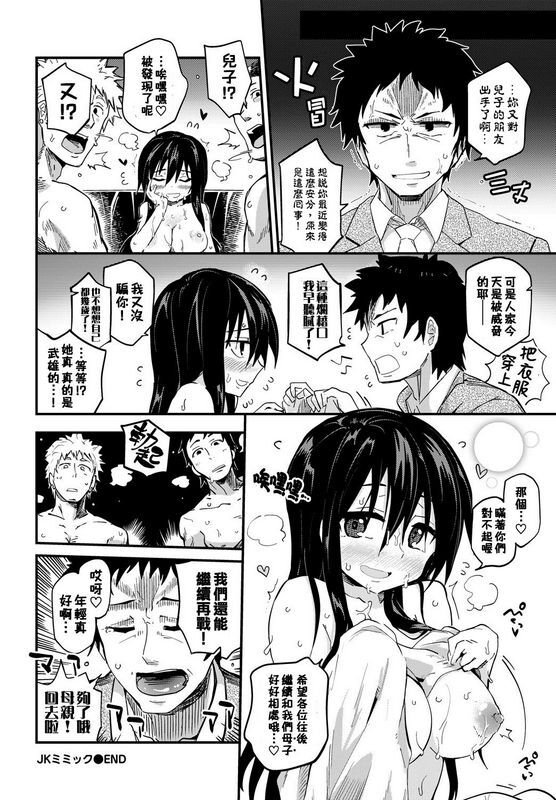 …妳又對
兒子的朋友
出手了啊…
冒
三メ
想說妳最近變得
這麼安分，原來
是這麼回事！
兒子!?
…唉嘿嘿
被發現了呢♡
又!?
可是人家今
天是被威脅
的耶—
把衣服
穿上
這種爛藉口
我早聽膩了！
我又沒
騙你！
也不想想自己
都幾歲了！
…等等!?
她真的是
武雄的…！
那個…♡
瞞著你們
對不起喔
唉嘿嘿…
希望各位往後
繼續和我們母子
好好相處哦…♡
勃起
我們還能
繼續再戰！
哎呀♡
年輕真
好啊…♡
夠了哦
母親！
回去啦
JKミミック●END